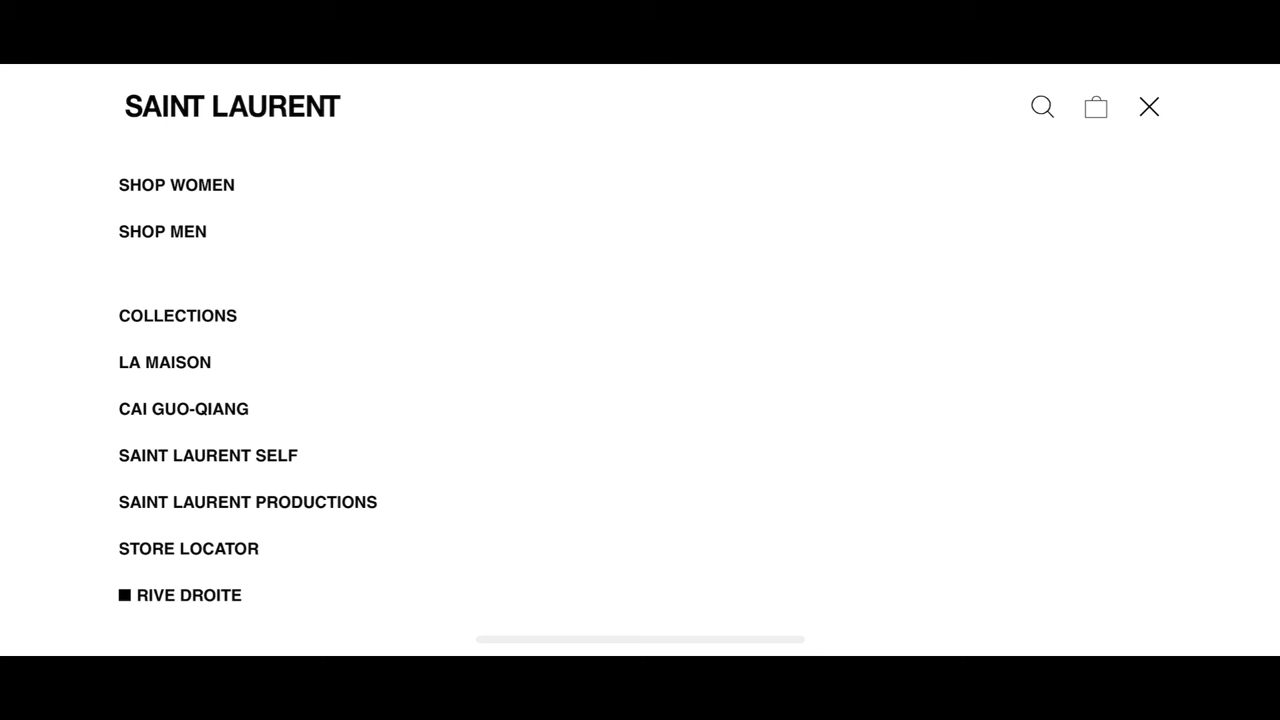 SAINT LAURENT
SHOP WOMEN
SHOP MEN
COLLECTIONS
LA MAISON
CAI GUO-QIANG
SAINT LAURENT SELF
SAINT LAURENT PRODUCTIONS
STORE LOCATOR
RIVE DROITE